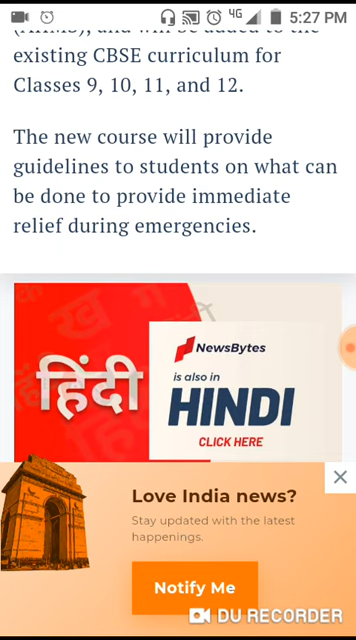 4G 5:27 PM
existing CBSE curriculum for
Classes 9, 10, 11, and 12.
The new course will provide
guidelines to students on what can
be done to provide immediate
relief during emergencies.
हिंदी
NewsBytes
is also in
HINDI
CLICK HERE
Love India news?
Stay updated with the latest
happenings.
Notify Me
DU RECORDER